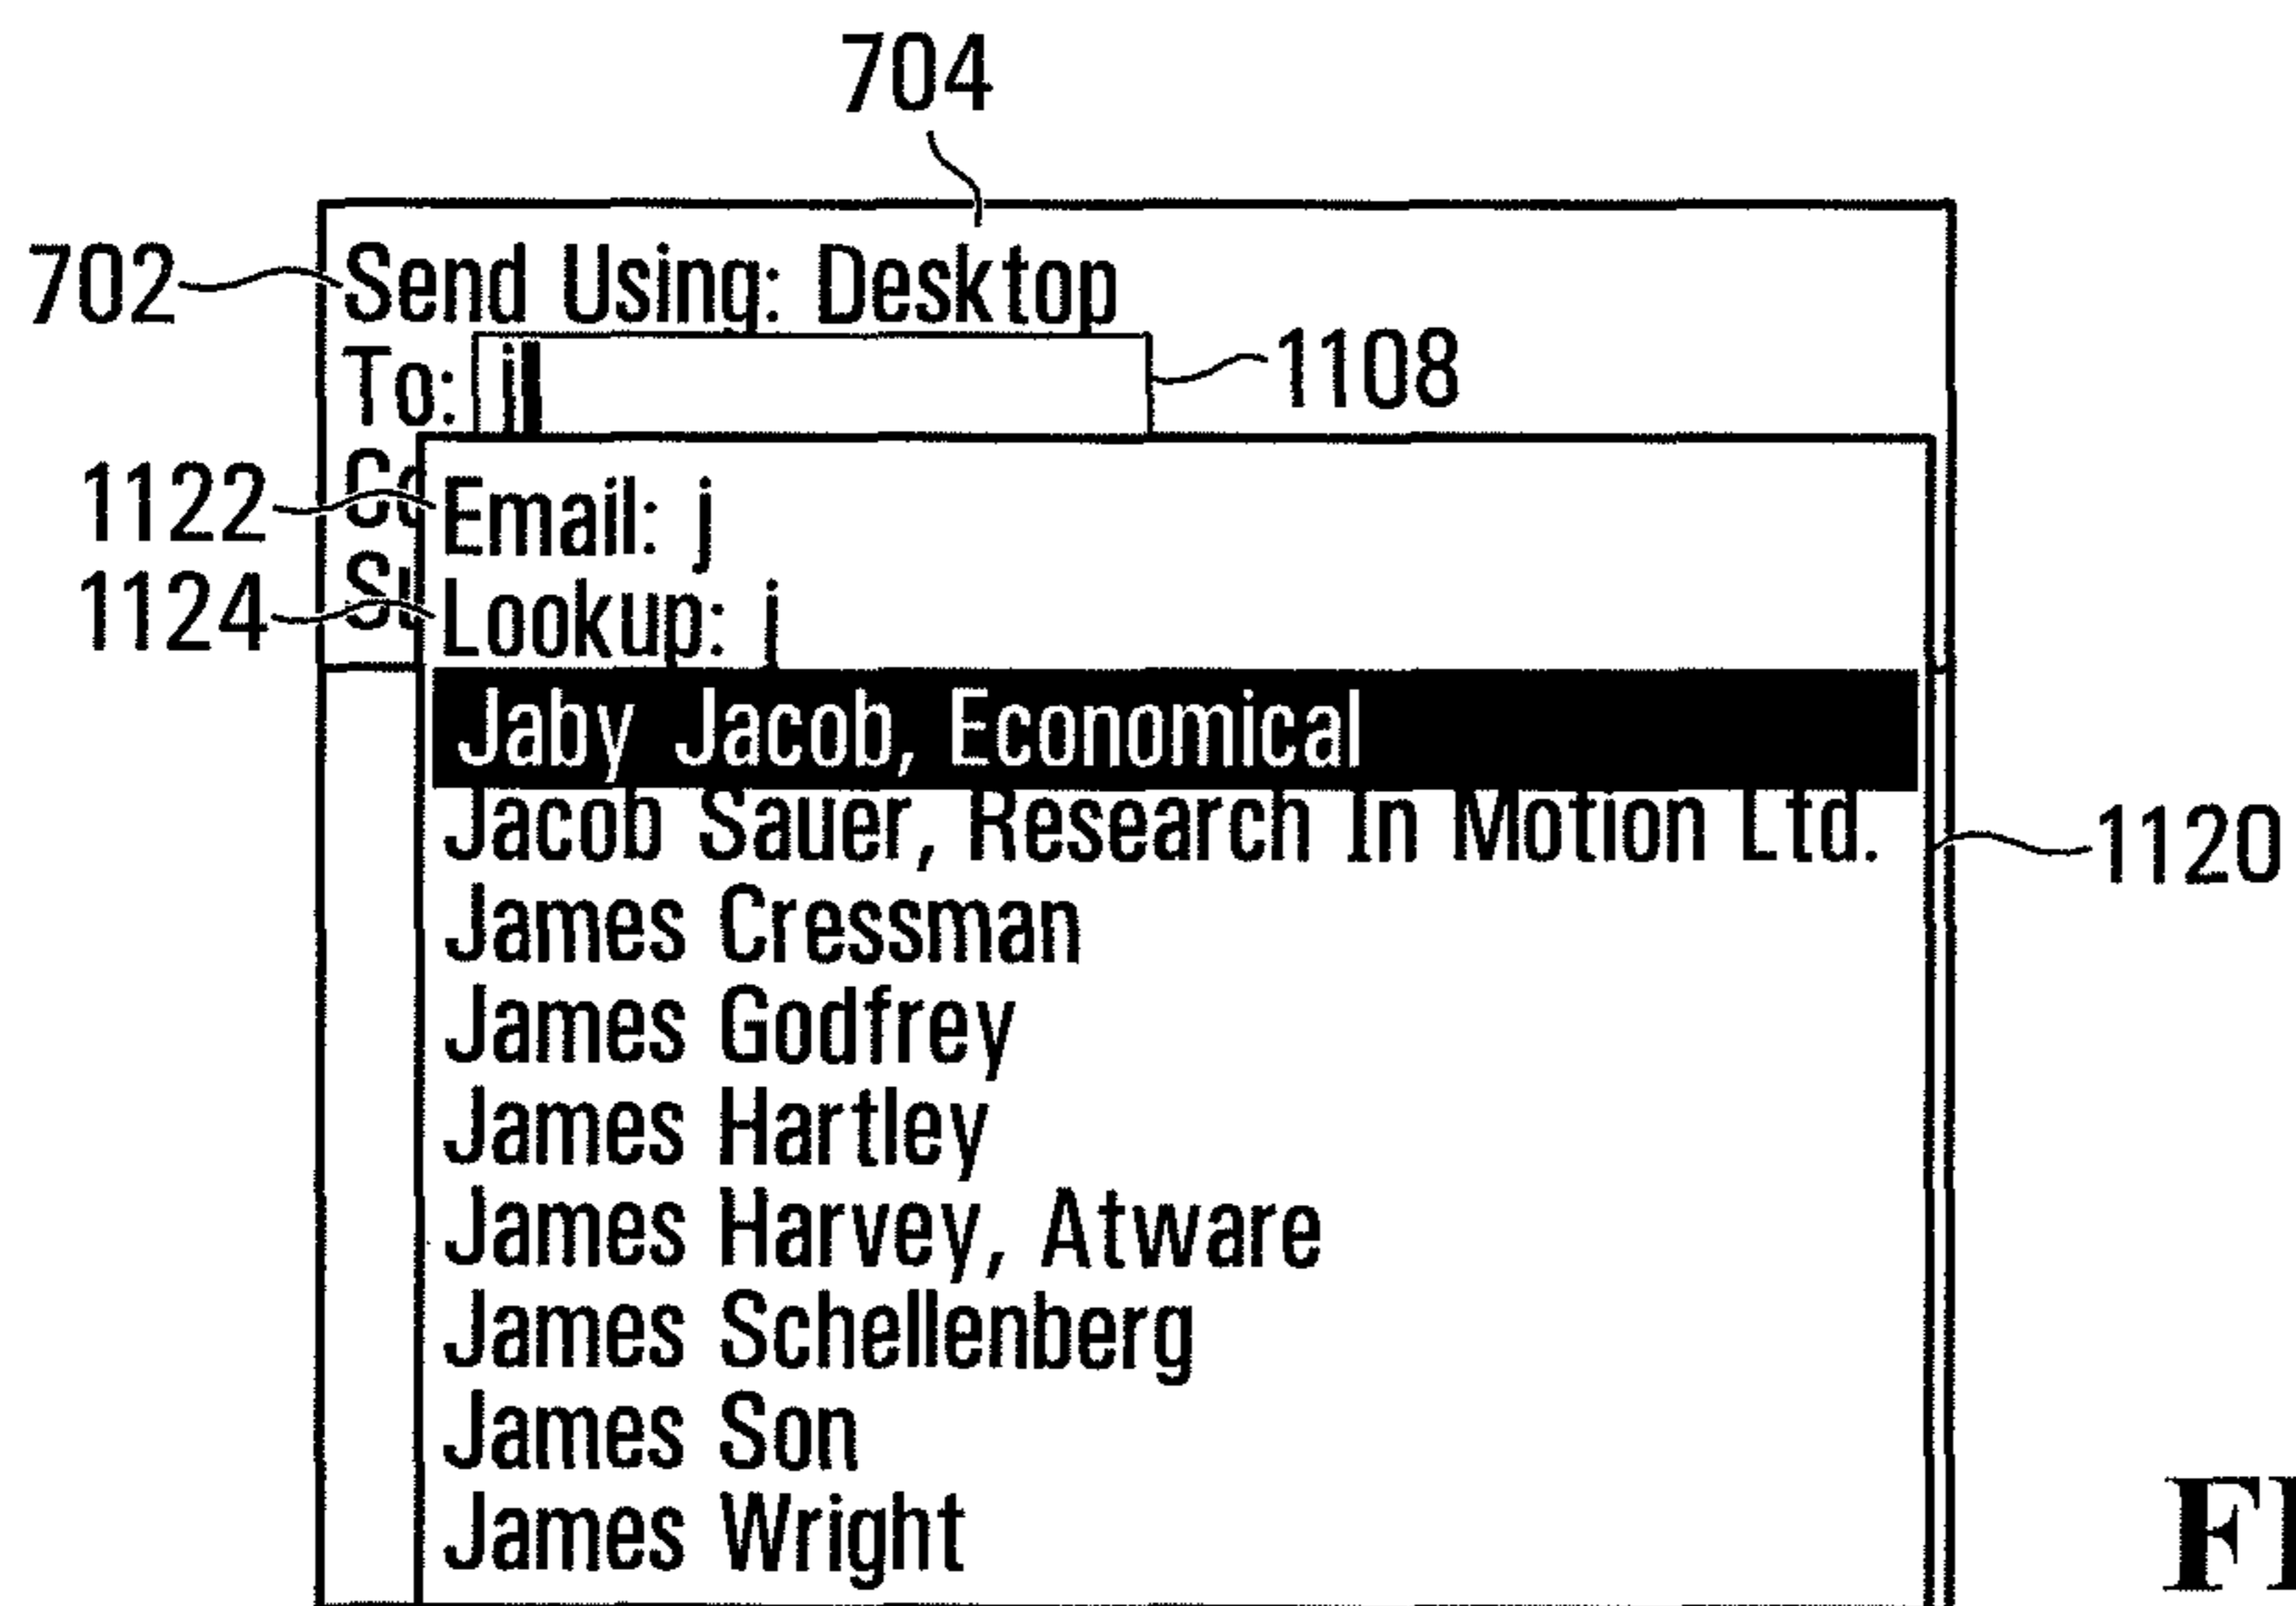 704
702 Send Using: Desktop
To: j 1108
1122 Email: j
1124 Lookup: j
Jaby Jacob, Economical
Jacob Sauer, Research In Motion Ltd.
1120
James Cressman
James Godfrey
James Hartley
James Harvey, Atware
James Schellenberg
James Son
James Wright